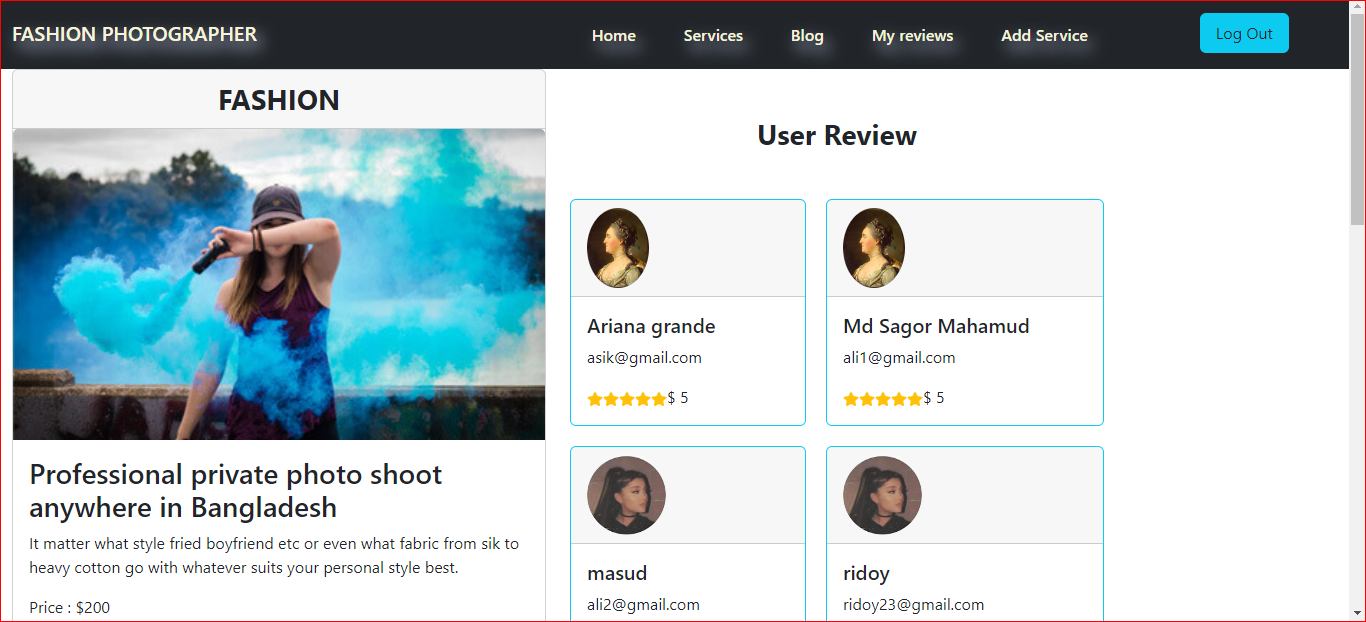 FASHION PHOTOGRAPHER
Home Services Blog My reviews Add Service
Log Out
FASHION
Professional private photo shoot
anywhere in Bangladesh
It matter what style fried boyfriend etc or even what fabric from sik to
heavy cotton go with whatever suits your personal style best.
Price : $200
User Review
Ariana grande
asik@gmail.com
$ 5
Md Sagor Mahamud
ali1@gmail.com
$ 5
masud
ali2@gmail.com
ridoy
ridoy23@gmail.com